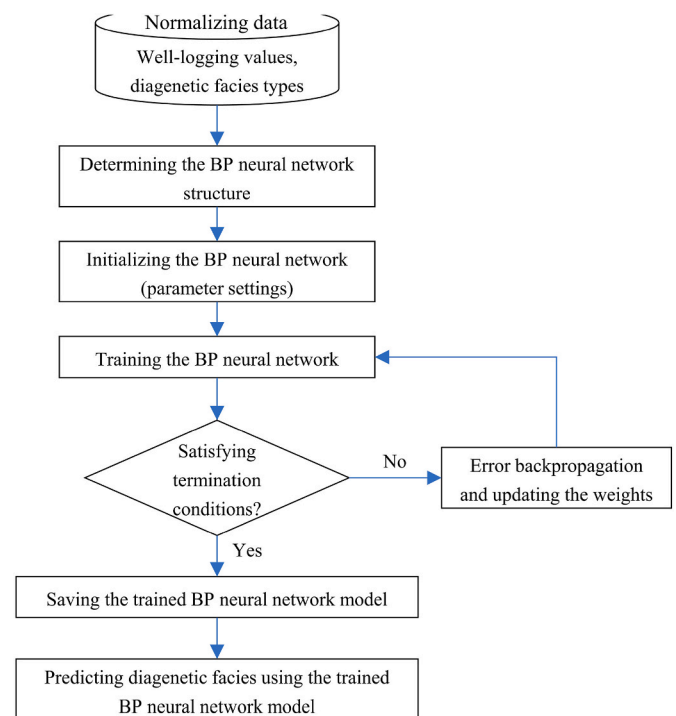 Normalizing data
Well-logging values,
diagenetic facies types
Determining the BP neural network
structure
Initializing the BP neural network
(parameter settings)
Training the BP neural network
Satisfying
termination
conditions?
No
Error backpropagation
and updating the weights
Yes
Saving the trained BP neural network model
Predicting diagenetic facies using the trained
BP neural network model